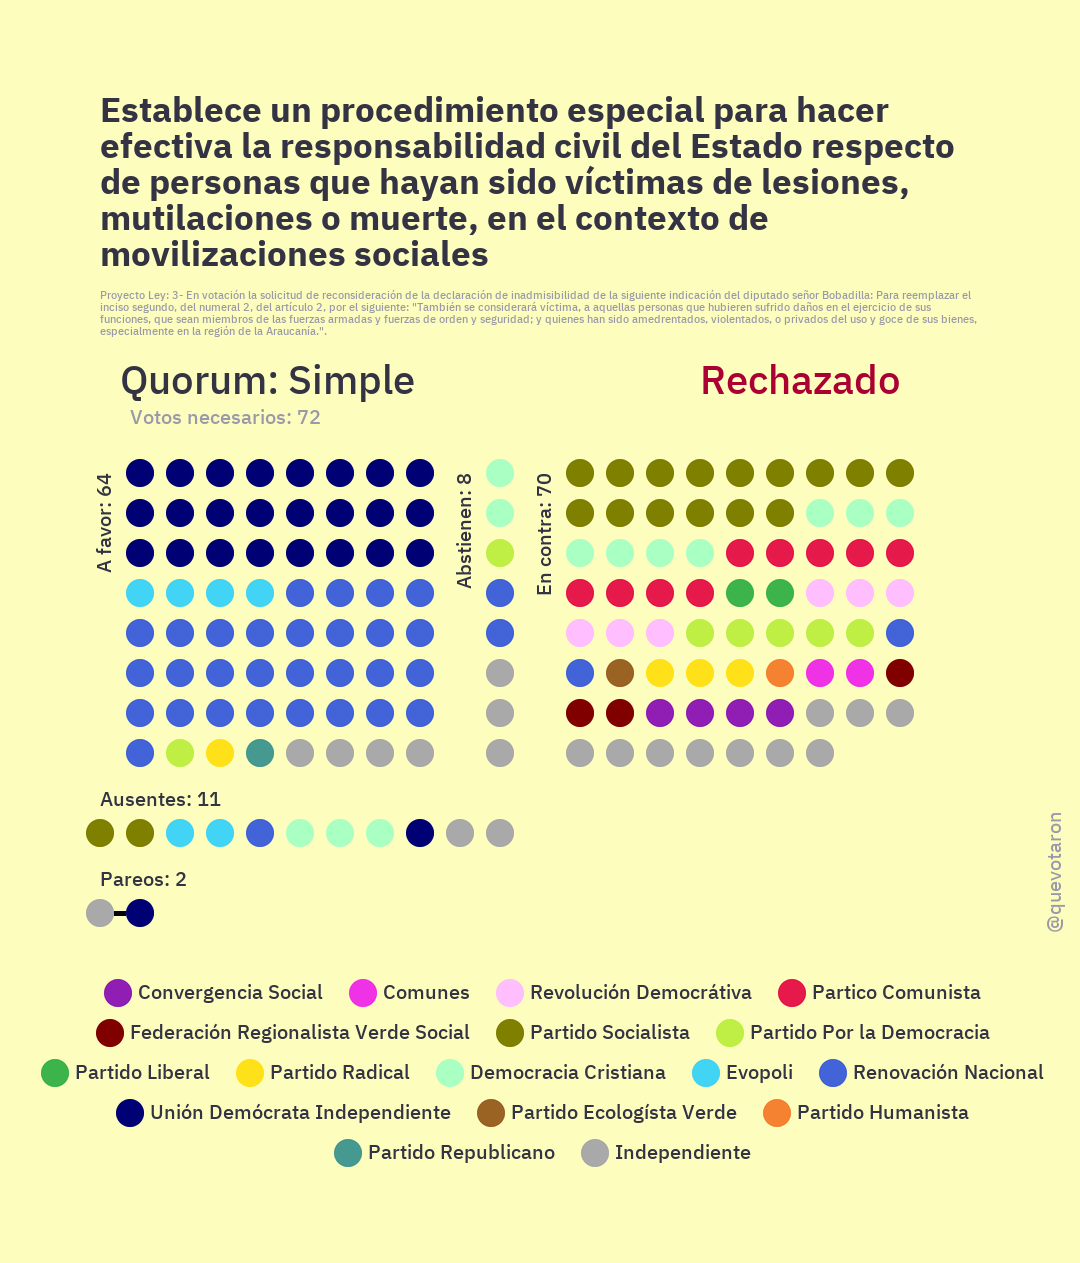 Establece un procedimiento especial para hacer
efectiva la responsabilidad civil del Estado respecto
de personas que hayan sido víctimas de lesiones,
mutilaciones o muerte, en el contexto de
movilizaciones sociales
Proyecto Ley: 3- En votación la solicitud de reconsideración de la declaración de inadmisibilidad de la siguiente indicación del diputado señor Bobadilla: Para reemplazar el
inciso segundo, del numeral 2, del artículo 2, por el siguiente: "También se considerará víctima, a aquellas personas que hubieren sufrido daños en el ejercicio de sus
funciones, que sean miembros de las fuerzas armadas y fuerzas de orden y seguridad; y quienes han sido amedrentados, violentados, o privados del uso y goce de sus bienes,
especialmente en la región de la Araucanía.".
Quorum: Simple
Rechazado
Votos necesarios: 72
A favor: 64
Abstienen: 8
En contra: 70
Ausentes: 11
Pareos: 2
@quevotaron
Convergencia Social Comunes Revolución Democrátiva Partico Comunista
Federación Regionalista Verde Social Partido Socialista Partido Por la Democracia
Partido Liberal Partido Radical Democracia Cristiana Evopoli Renovación Nacional
Unión Demócrata Independiente Partido Ecologísta Verde Partido Humanista
Partido Republicano Independiente